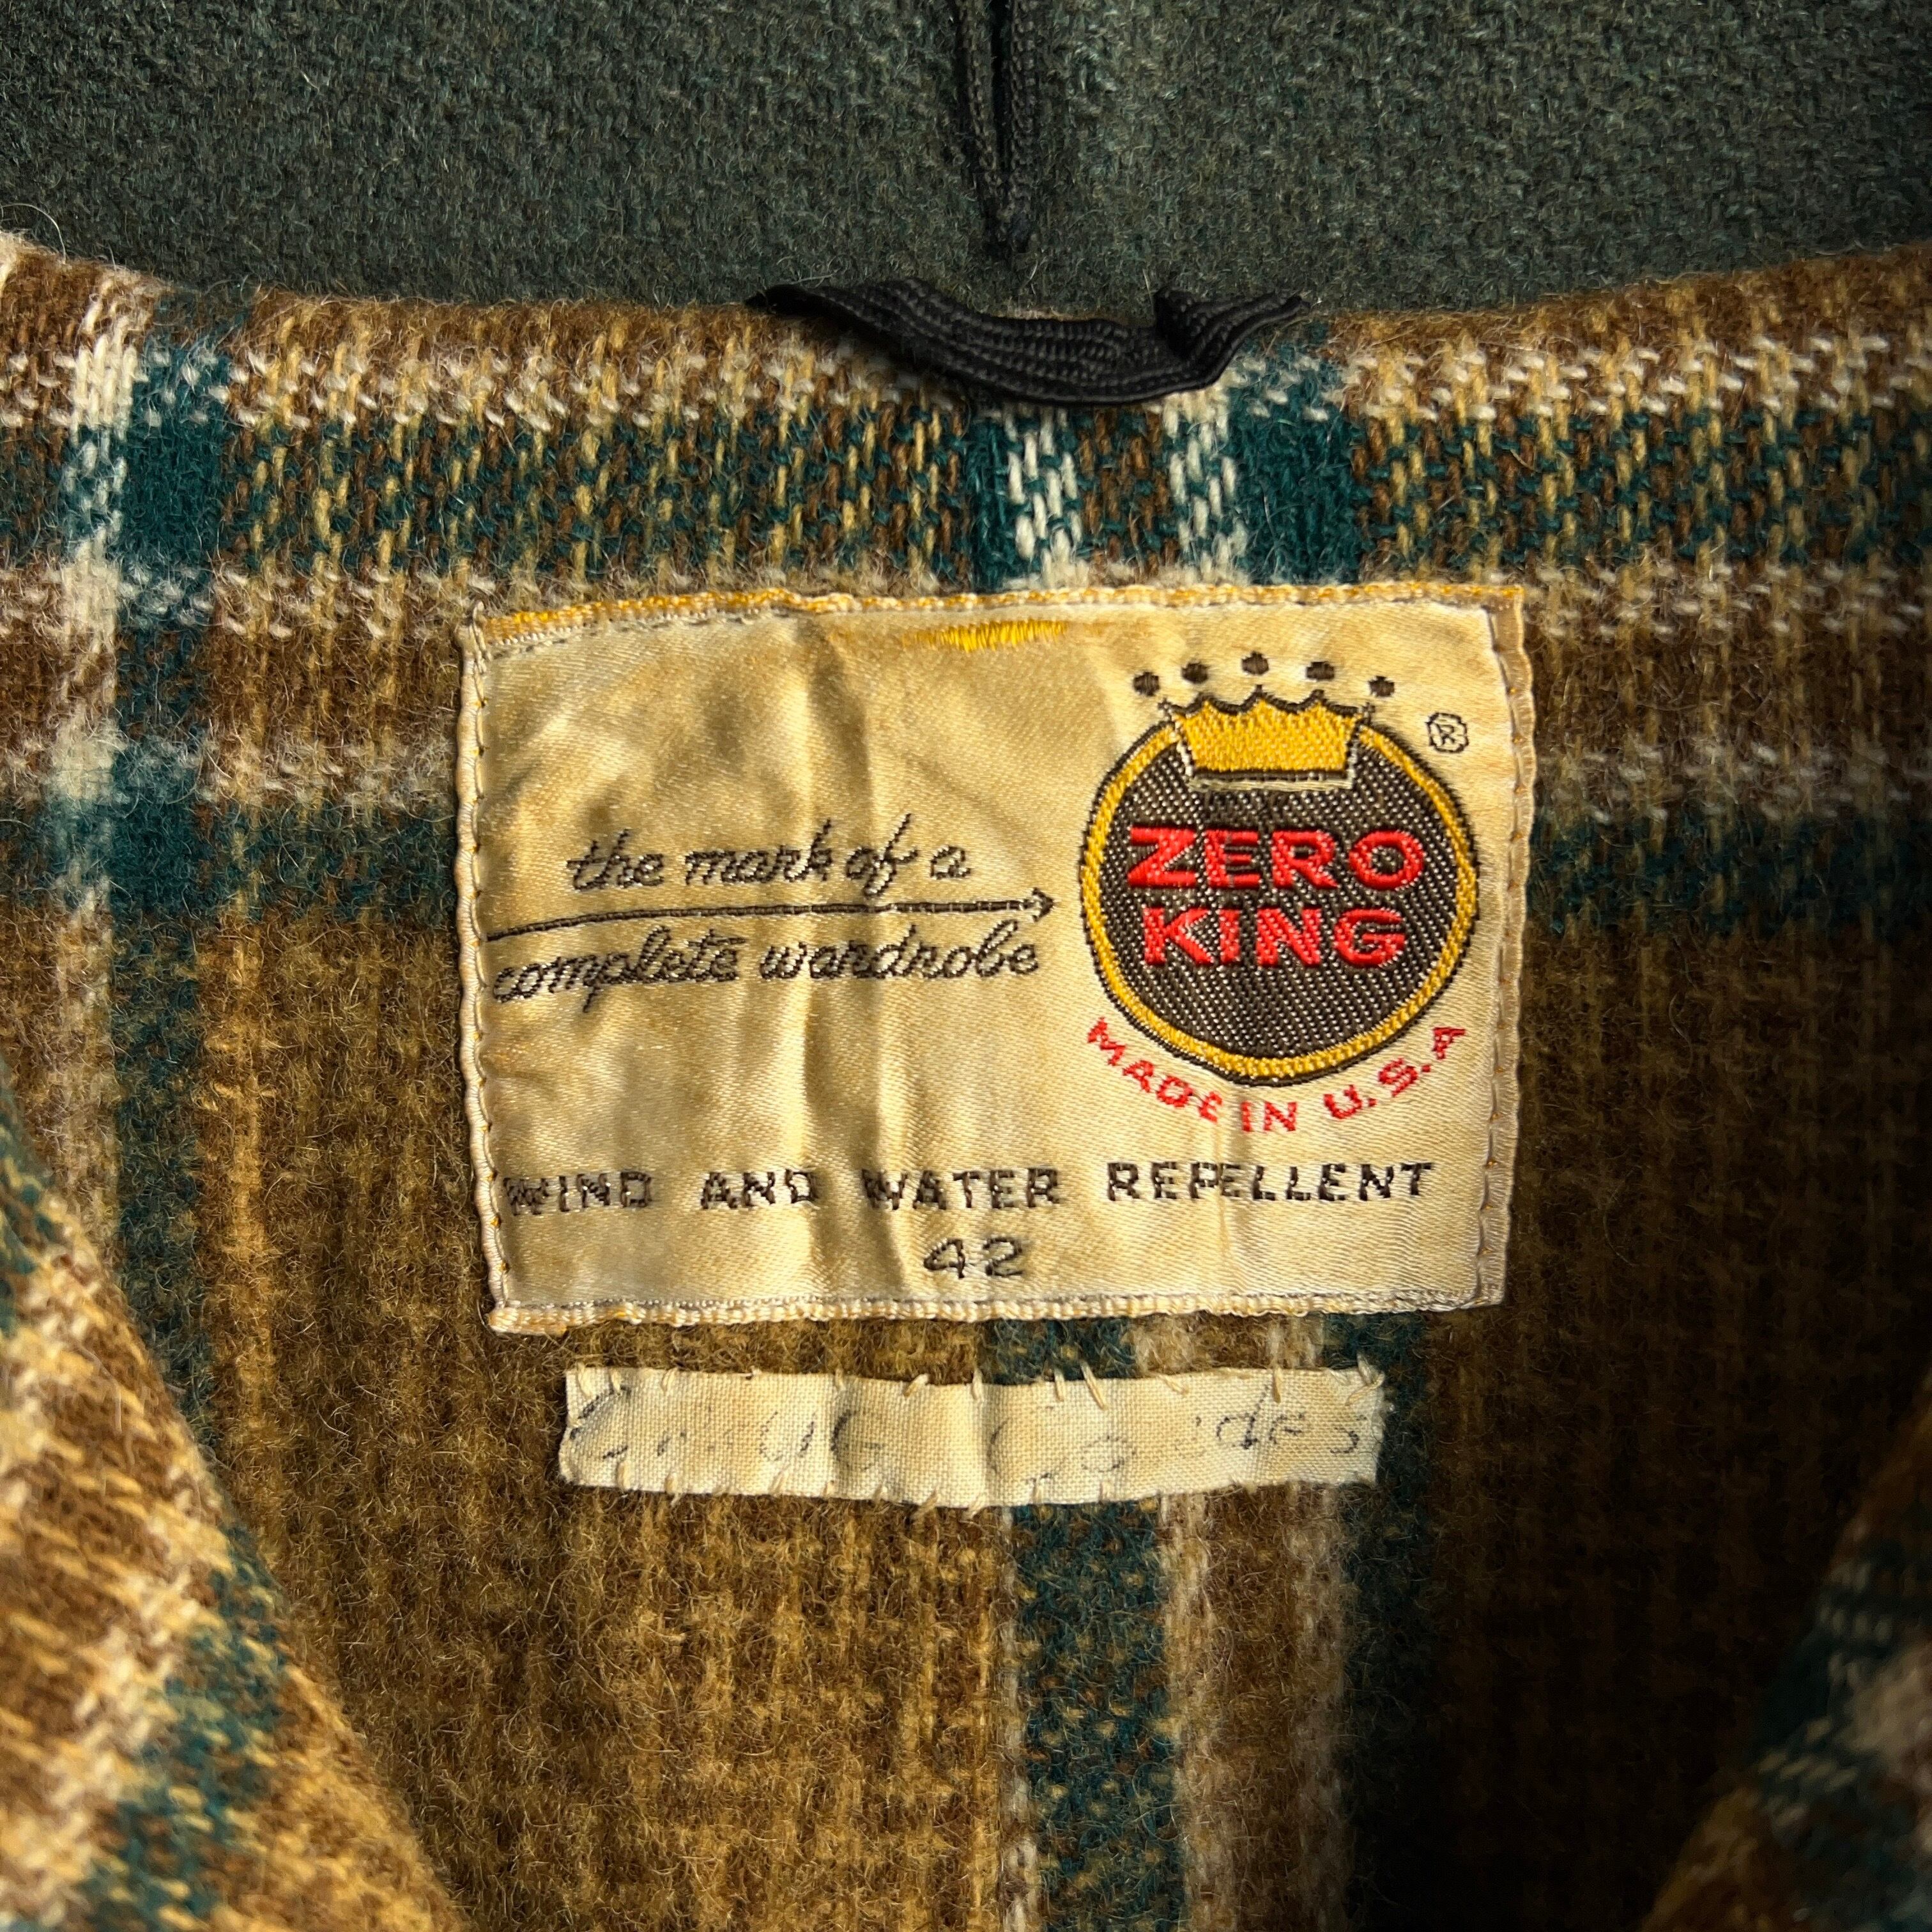 the mark of a
complete wardrobe
®
ZERO
KING
MADE IN U.S.A
WIND AND WATER REPELLENT
42